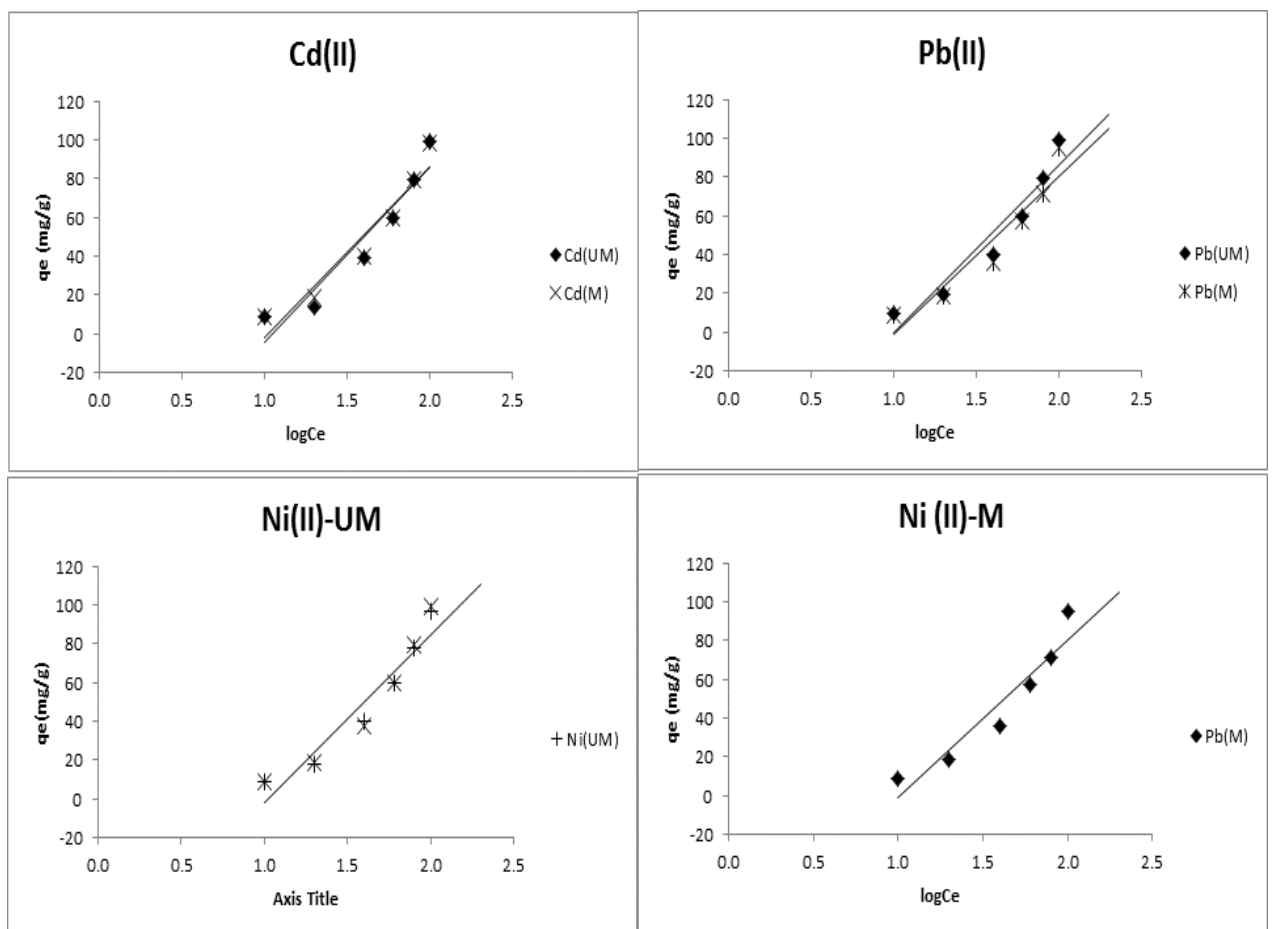 Cd(II)
120
100
80
60
40
20
0
-20
qe (mg/g)
0.0 0.5 1.0 1.5 2.0 2.5
logCe
Cd(UM)
Cd(M)
Pb(II)
120
100
80
60
40
20
0
-20
qe (mg/g)
0.0 0.5 1.0 1.5 2.0 2.5
logCe
Pb(UM)
Pb(M)
Ni(II)-UM
120
100
80
60
40
20
0
-20
qe(mg/g)
0.0 0.5 1.0 1.5 2.0 2.5
Axis Title
Ni(UM)
Ni (II)-M
120
100
80
60
40
20
0
-20
qe (mg/g)
0.0 0.5 1.0 1.5 2.0 2.5
logCe
Pb(M)